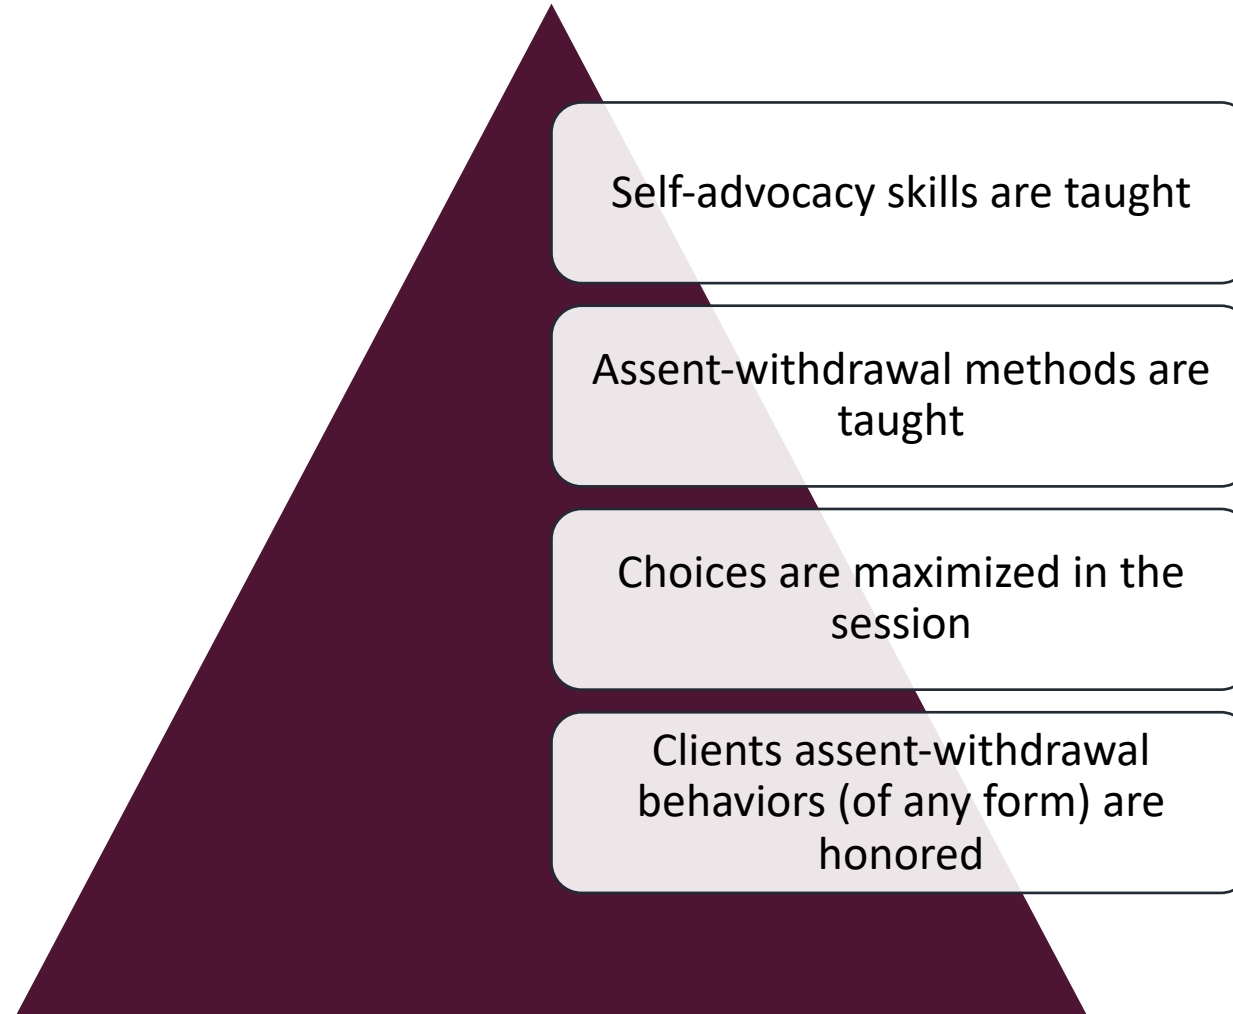 Self-advocacy skills are taught
Assent-withdrawal methods are
taught
Choices are maximized in the
session
Clients assent-withdrawal
behaviors (of any form) are
honored